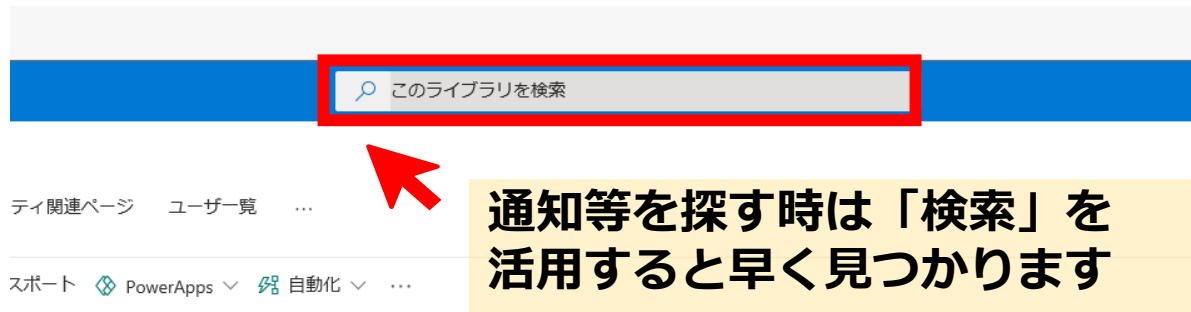 このライブラリを検索
ティ関連ページ ユーザー覧 …
通知等を探す時は「検索」を
活用すると早く見つかります
スポート PowerApps 自動化 …